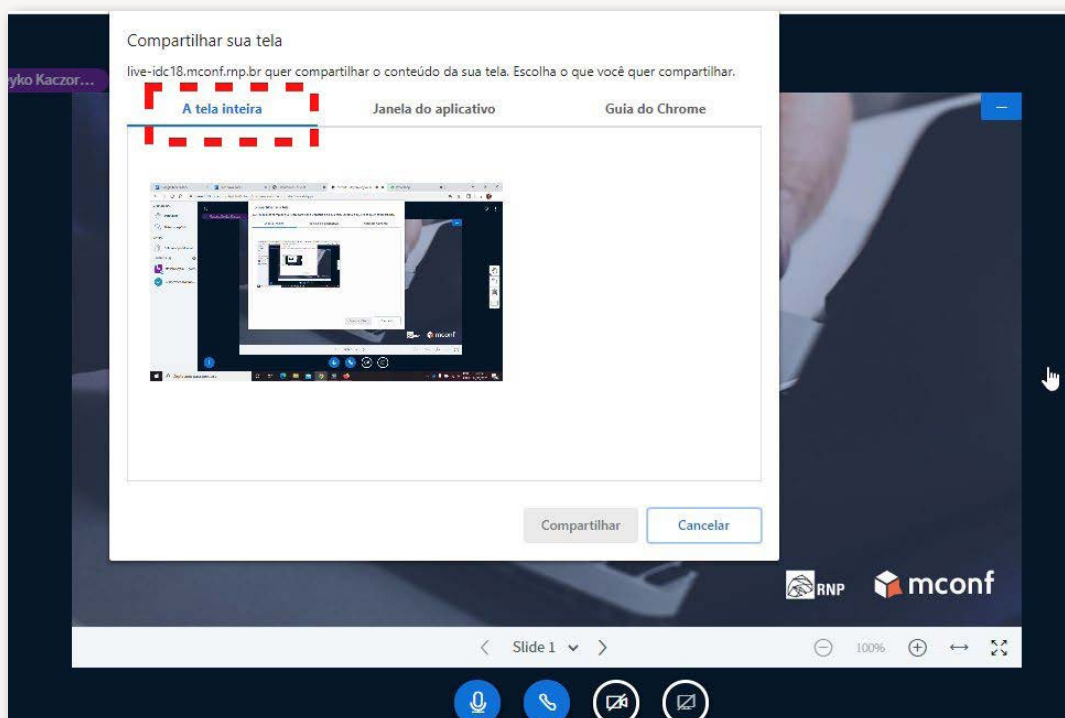 Compartilhar sua tela
live-idc18.mconf.rnp.br quer compartilhar o conteúdo da sua tela. Escolha o que você quer compartilhar.
yko Kaczor...
A tela inteira
Janela do aplicativo
Guia do Chrome
mconf
Compartilhar
Cancelar
RNP
mconf
Slide 1
100%